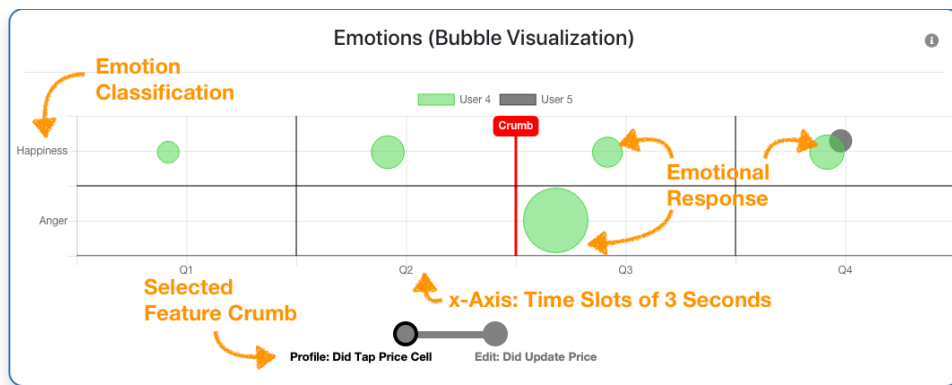 Emotions (Bubble Visualization)
Emotion
Classification
User 4 User 5
Crumb
Happiness
Emotional
Response
Anger
Q1 Q2 Q3 Q4
Selected
Feature Crumb
x-Axis: Time Slots of 3 Seconds
Profile: Did Tap Price Cell Edit: Did Update Price